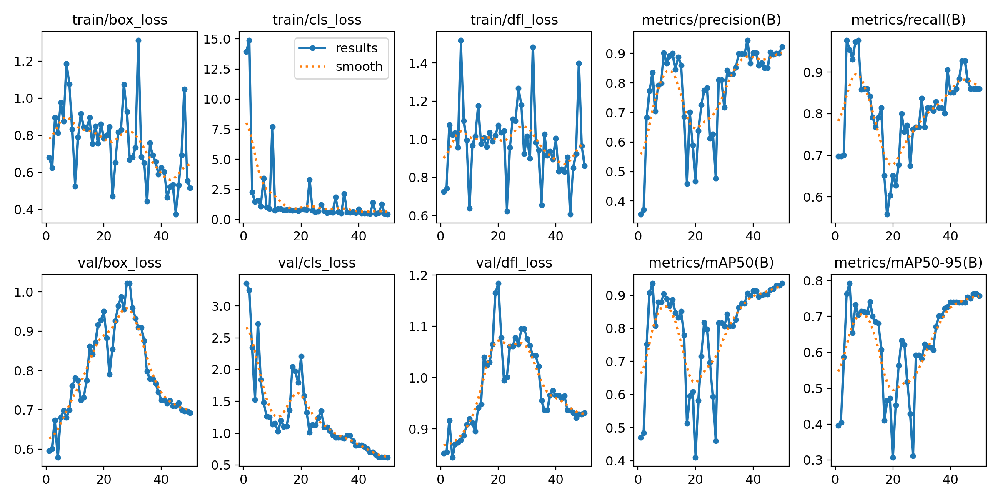 train/box_loss
1.2
1.0
0.8
0.6
0.4
0 20 40
train/cls_loss
results
smooth
15.0
12.5
10.0
7.5
5.0
2.5
0.0
0 20 40
train/dfl_loss
1.4
1.2
1.0
0.8
0.6
0 20 40
metrics/precision(B)
0.9
0.8
0.7
0.6
0.5
0.4
0 20 40
metrics/recall(B)
0.9
0.8
0.7
0.6
0 20 40
val/box_loss
1.0
0.9
0.8
0.7
0.6
0 20 40
val/cls_loss
3.0
2.5
2.0
1.5
1.0
0.5
0 20 40
val/dfl_loss
1.2
1.1
1.0
0.9
0 20 40
metrics/mAP50(B)
0.9
0.8
0.7
0.6
0.5
0.4
0 20 40
metrics/mAP50-95(B)
0.8
0.7
0.6
0.5
0.4
0.3
0 20 40